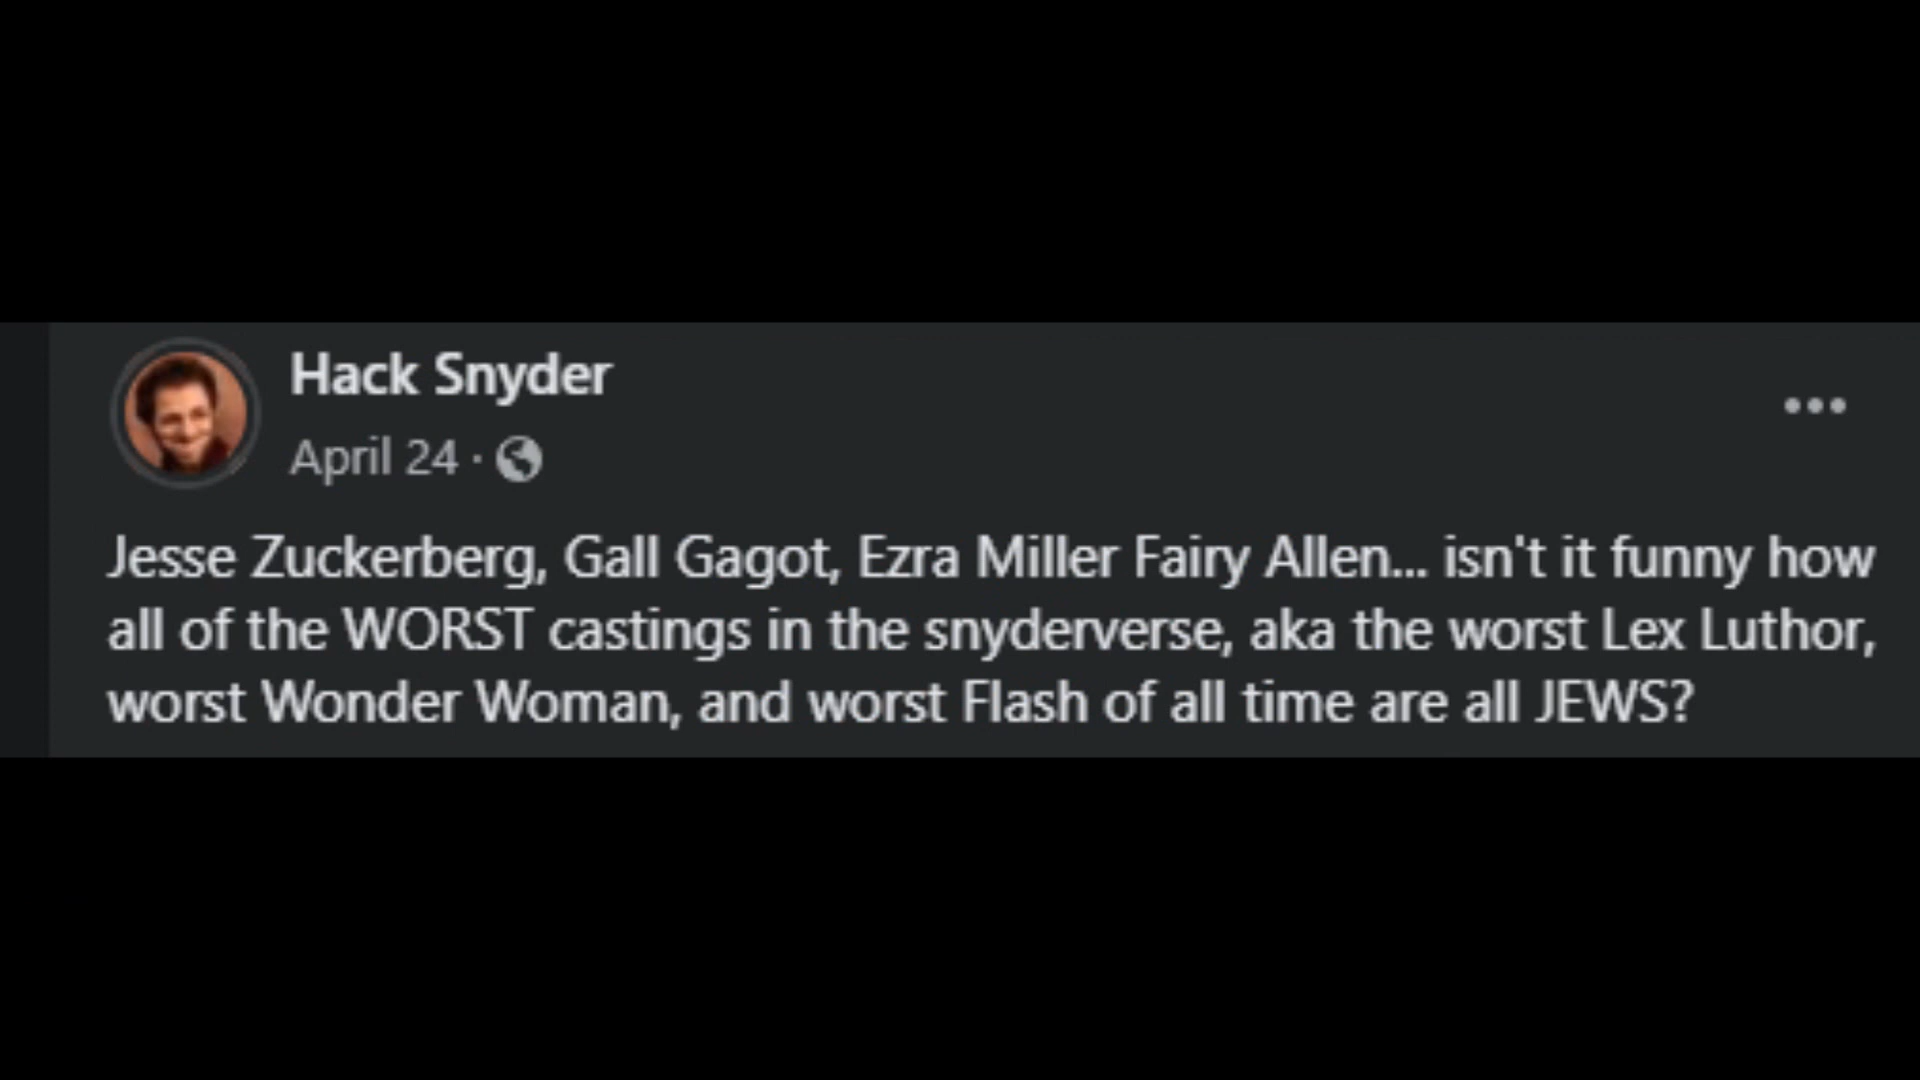 Hack Snyder
April 24 ·
Jesse Zuckerberg, Gall Gagot, Ezra Miller Fairy Allen... isn't it funny how
all of the WORST castings in the snyderverse, aka the worst Lex Luthor,
worst Wonder Woman, and worst Flash of all time are all JEWS?